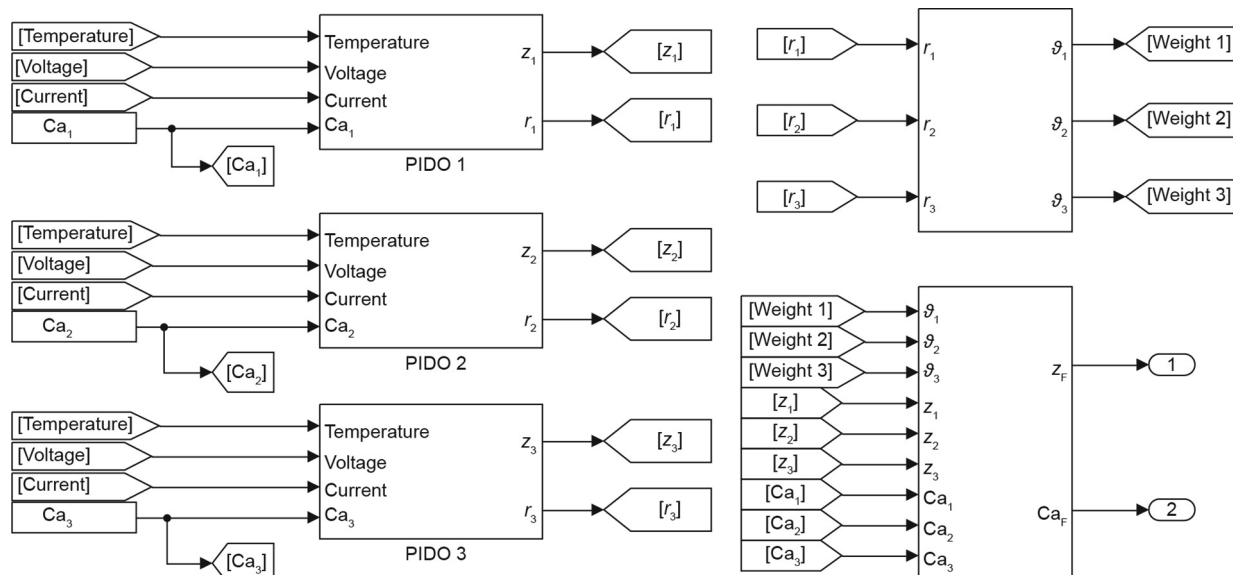 [Temperature]
[Voltage]
[Current]
Ca₁
[Ca₁]
Temperature
Voltage
Current
Ca₁
z₁
r₁
PIDO 1
[z₁]
[r₁]
[Temperature]
[Voltage]
[Current]
Ca₂
[Ca₂]
Temperature
Voltage
Current
Ca₂
z₂
r₂
PIDO 2
[z₂]
[r₂]
[Temperature]
[Voltage]
[Current]
Ca₃
[Ca₃]
Temperature
Voltage
Current
Ca₃
z₃
r₃
PIDO 3
[z₃]
[r₃]
[r₁]
[r₂]
[r₃]
r₁
r₂
r₃
ϑ₁
ϑ₂
ϑ₃
[Weight 1]
[Weight 2]
[Weight 3]
[Weight 1]
[Weight 2]
[Weight 3]
[z₁]
[z₂]
[z₃]
[Ca₁]
[Ca₂]
[Ca₃]
ϑ₁
ϑ₂
ϑ₃
z₁
z₂
z₃
Ca₁
Ca₂
Ca₃
z_F
Ca_F
1
2